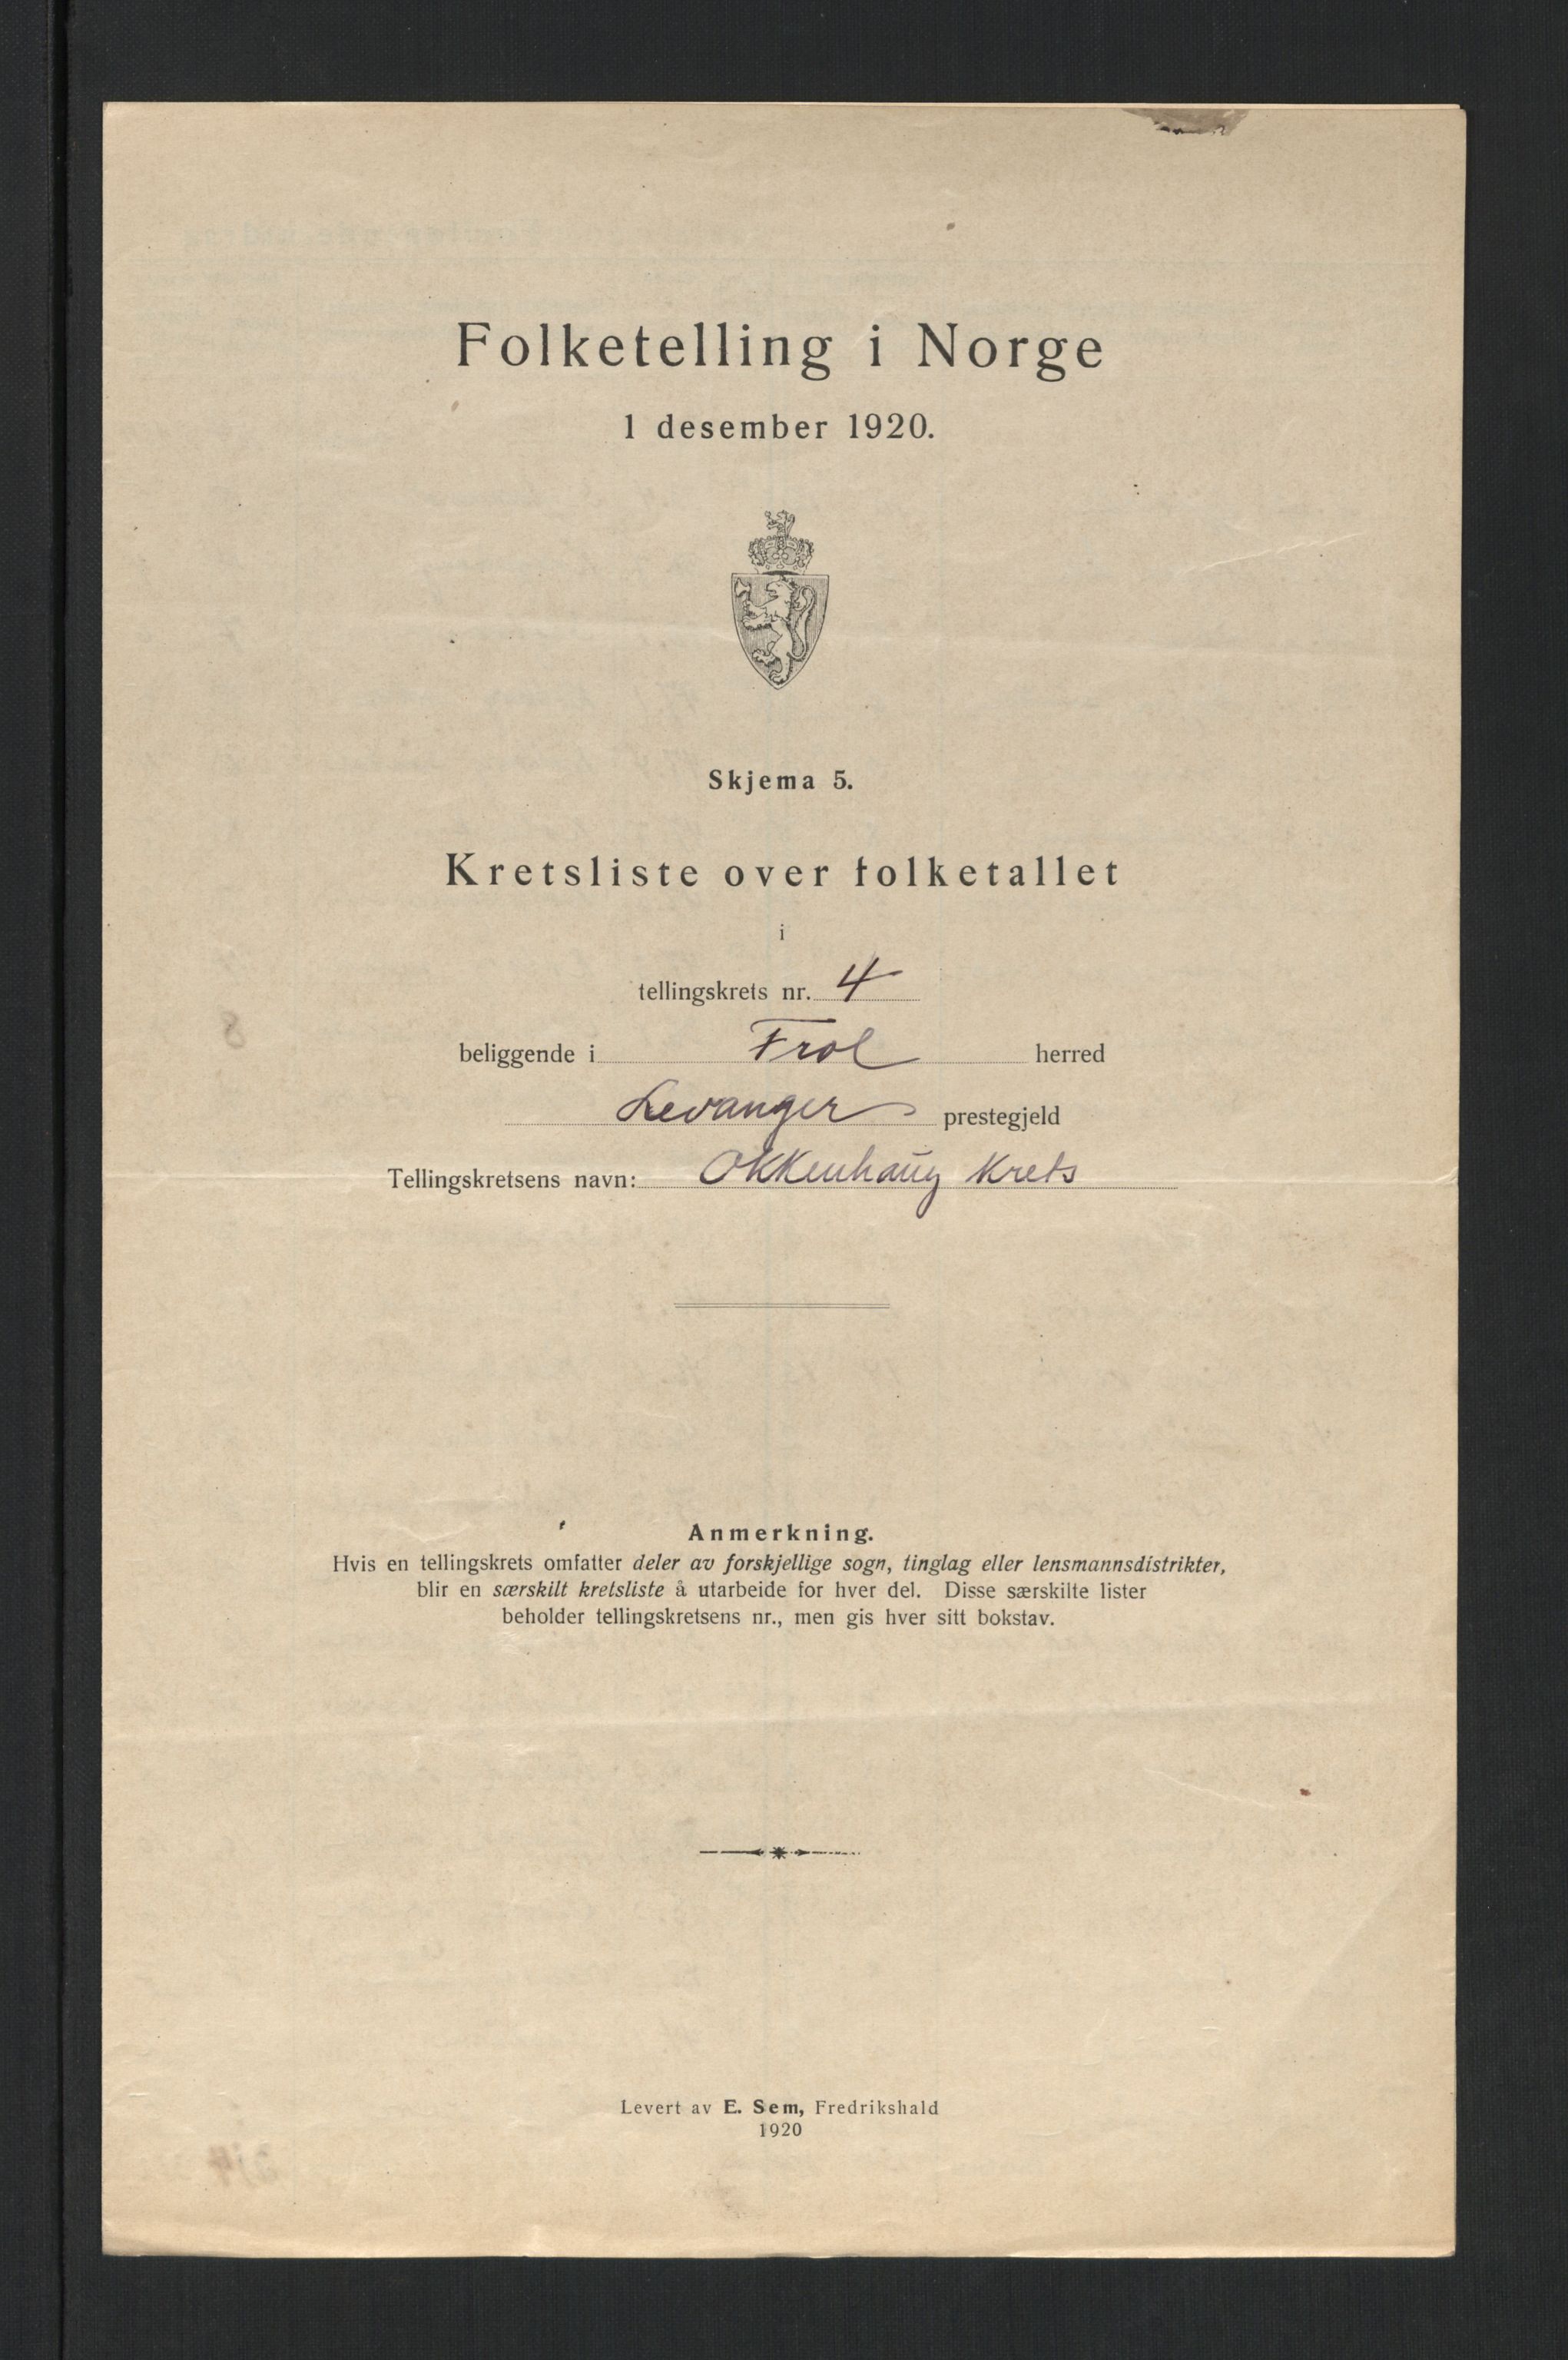 Folketelling i Norge
1 desember 1920.
Skjema 5.
Kretsliste over folketallet
i
tellingskrets nr. 4
beliggende i Frol herred
Levanger prestegjeld
Tellingskretsens navn: Okkenhaug Krets
Anmerkning.
Hvis en tellingskrets omfatter deler av forskjellige sogn, tinglag eller lensmannsdistrikter,
blir en særskilt kretsliste å utarbeide for hver del. Disse særskilte lister
beholder tellingskretsens nr., men gis hver sitt bokstav.
Levert av E. Sem, Fredrikshald
1920